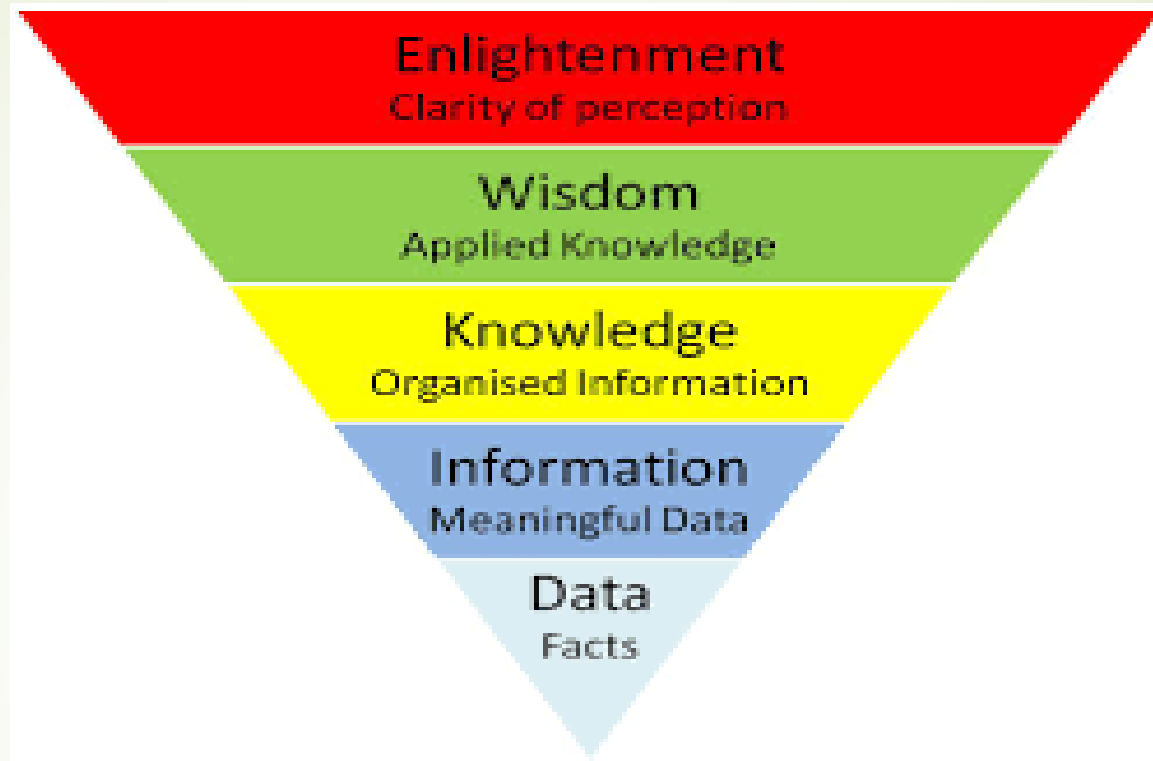 Enlightenment
Clarity of perception
Wisdom
Applied Knowledge
Knowledge
Organised Information
Information
Meaningful Data
Data
Facts